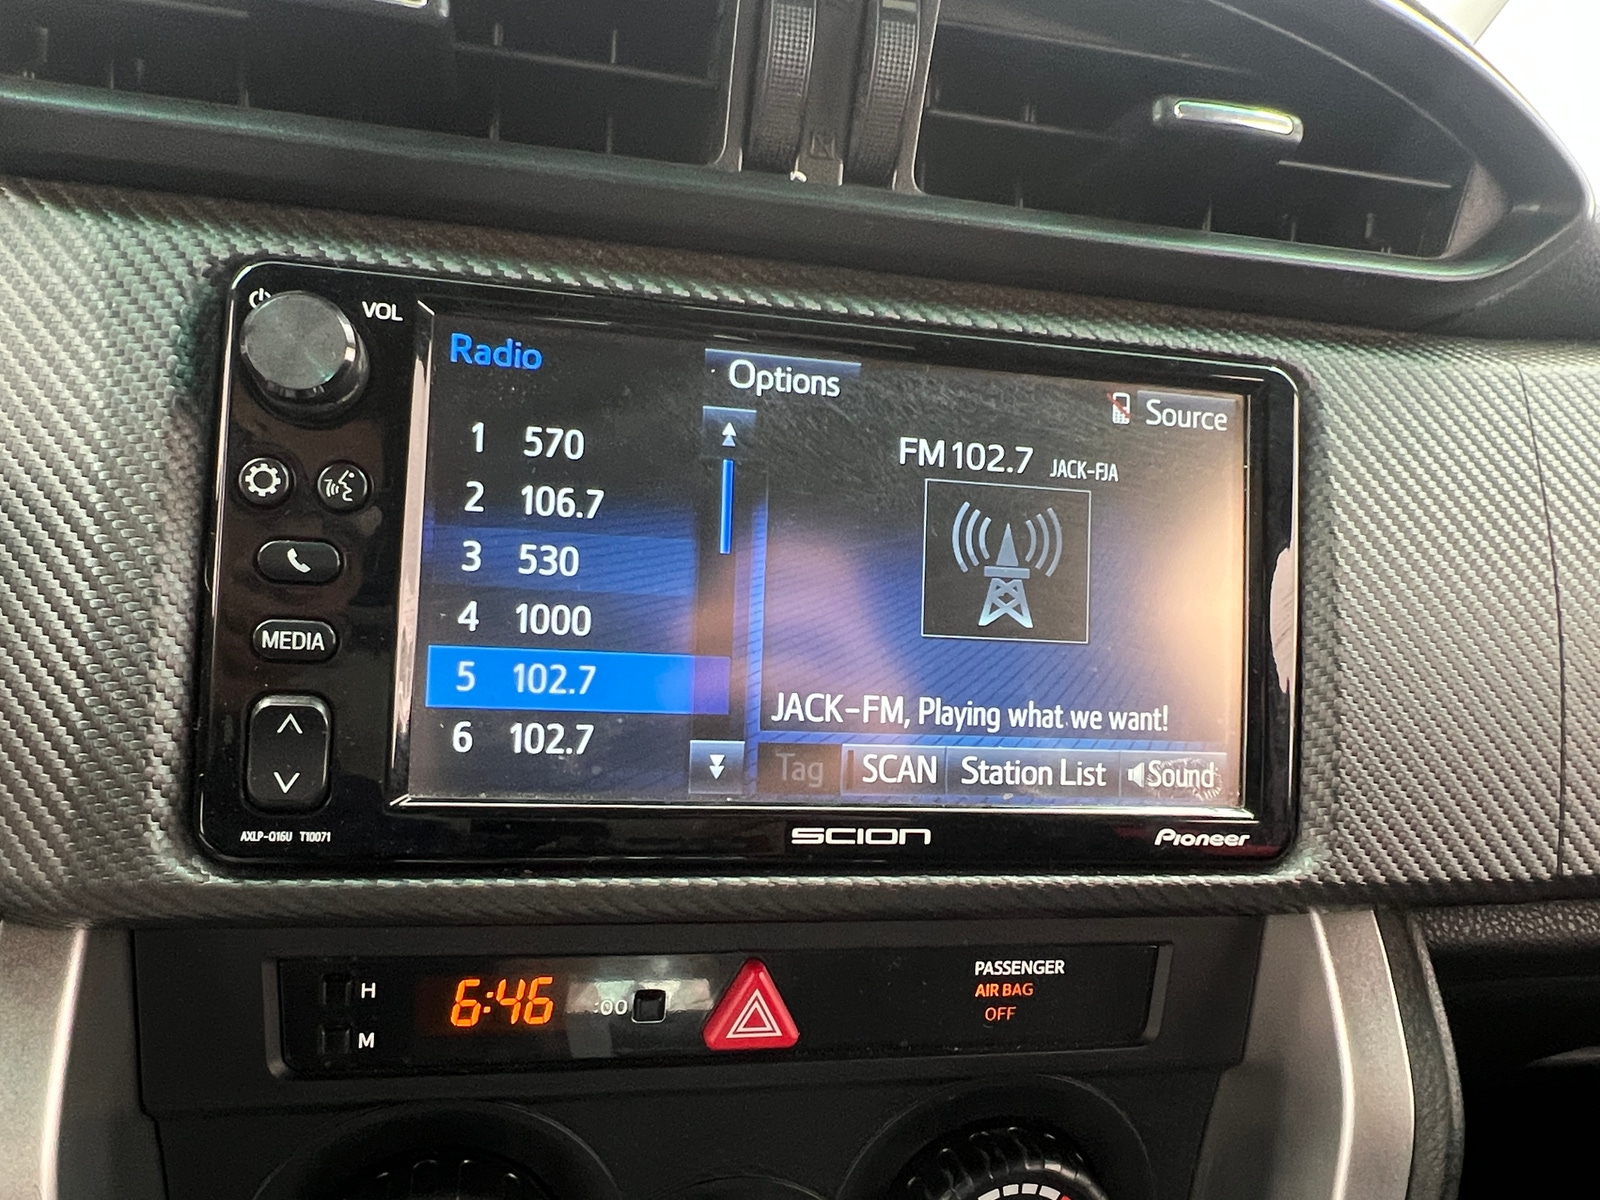 VOL
Radio
Options
Source
1 570
2 106.7
3 530
4 1000
5 102.7
6 102.7
FM 102.7 JACK-FJA
JACK-FM, Playing what we want!
Tag SCAN Station List Sound
MEDIA
AXLP-Q16U T10071
SCION
Pioneer
H
M
6:46
:00
PASSENGER
AIR BAG
OFF